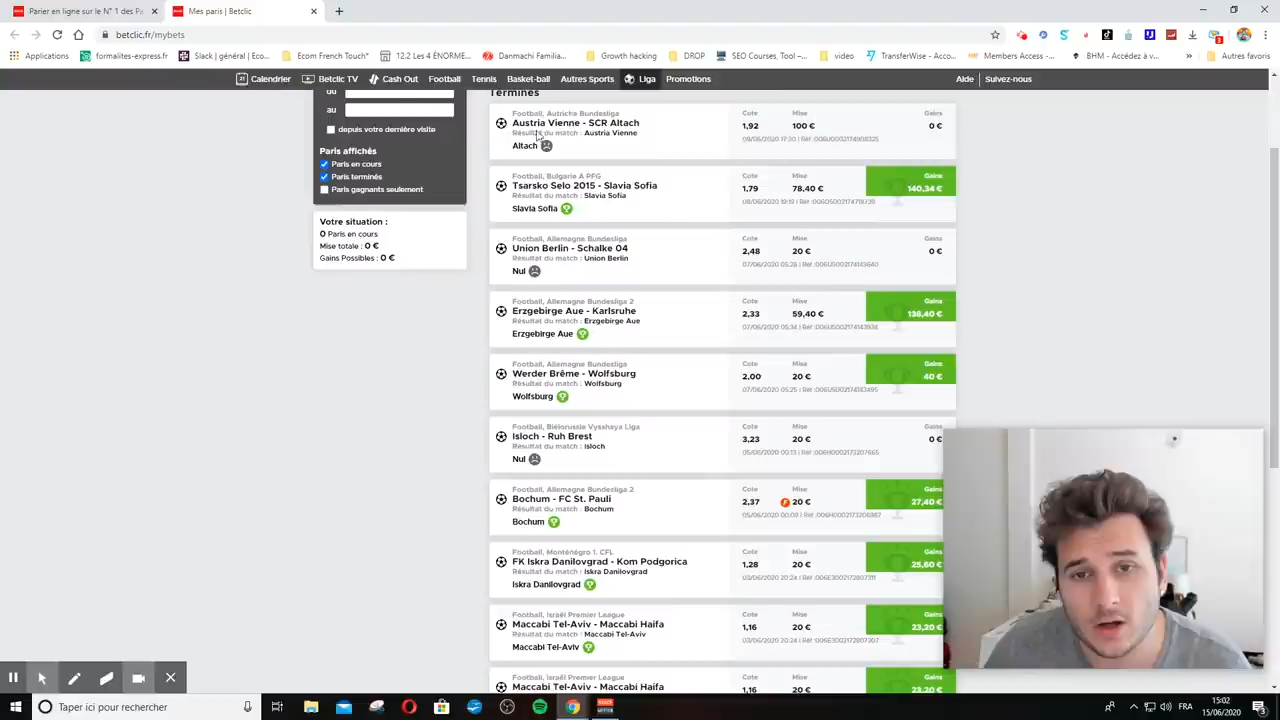 Parier en ligne sur le N°1 des Pa
Mes paris | Betclic
betclic.fr/mybets
Applications
formalites-express.fr
Slack | général | Eco...
Ecom French Touch*
12.2 Les 4 ÉNORME...
Danmachi Familia...
Growth hacking
DROP
SEO Courses, Tool –...
video
TransferWise - Acco...
Members Access -...
BHM - Accédez à v...
Autres favoris
Calendrier
Betclic TV
Cash Out
Football
Tennis
Basket-ball
Autres Sports
Liga
Promotions
Aide
Suivez-nous
du
au
depuis votre dernière visite
Paris affichés
Paris en cours
Paris terminés
Paris gagnants seulement
Votre situation :
0 Paris en cours
Mise totale : 0 €
Gains Possibles : 0 €
Terminés
Football, Autriche Bundesliga
Austria Vienne - SCR Altach
Résultat du match : Austria Vienne
Altach
Cote Mise Gains
1,92 100 € 0 €
Football, Bulgarie A PFG
Tsarsko Selo 2015 - Slavia Sofia
Résultat du match : Slavia Sofia
Slavia Sofia
Cote Mise Gains
1,79 78,40 € 140,34 €
Football, Allemagne Bundesliga
Union Berlin - Schalke 04
Résultat du match : Union Berlin
Nul
Cote Mise Gains
2,48 20 € 0 €
Football, Allemagne Bundesliga 2
Erzgebirge Aue - Karlsruhe
Résultat du match : Erzgebirge Aue
Erzgebirge Aue
Cote Mise Gains
2,33 59,40 € 138,40 €
Football, Allemagne Bundesliga
Werder Brême - Wolfsburg
Résultat du match : Wolfsburg
Wolfsburg
Cote Mise Gains
2,00 20 € 40 €
Football, Biélorussie Vysshaya Liga
Isloch - Ruh Brest
Résultat du match : Isloch
Nul
Cote Mise Gains
3,23 20 € 0 €
Football, Allemagne Bundesliga 2
Bochum - FC St. Pauli
Résultat du match : Bochum
Bochum
Cote Mise Gains
2,37 F 20 € 27,40 €
Football, Monténégro 1. CFL
FK Iskra Danilovgrad - Kom Podgorica
Résultat du match : Iskra Danilovgrad
Iskra Danilovgrad
Cote Mise Gains
1,28 20 € 25,60 €
Football, Israël Premier League
Maccabi Tel-Aviv - Maccabi Haifa
Résultat du match : Maccabi Tel-Aviv
Maccabi Tel-Aviv
Cote Mise Gains
1,16 20 € 23,20 €
Football, Israël Premier League
Maccabi Tel-Aviv - Maccabi Haifa
Cote Mise Gains
1,16 20 € 23,20 €
Taper ici pour rechercher
FRA
15:02
15/06/2020